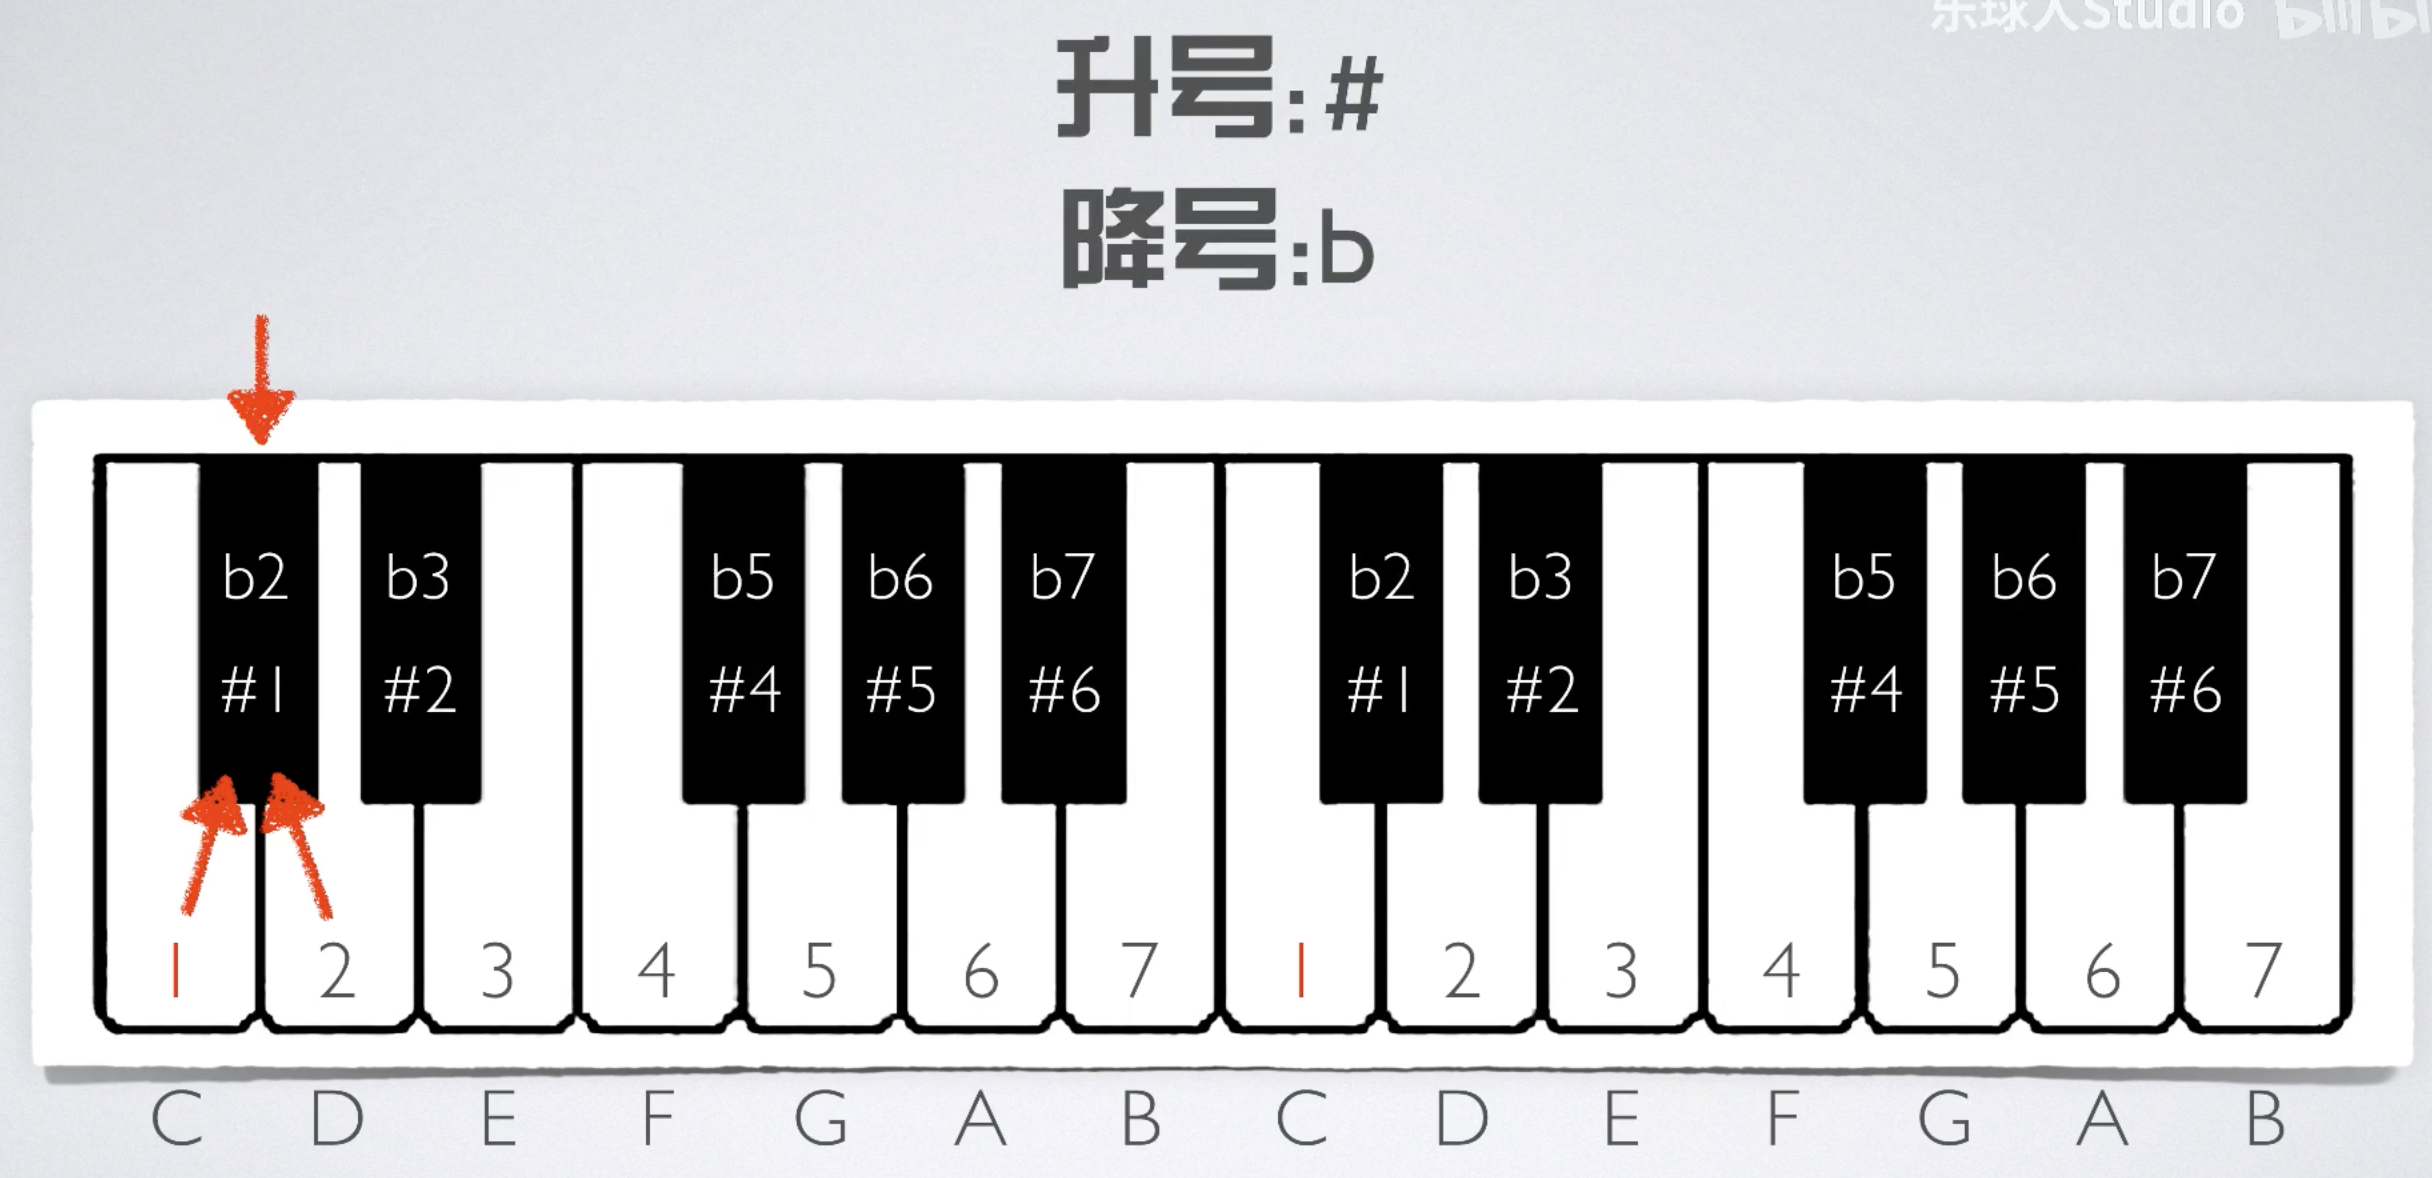 乐球人Studio bilibili
升号:#
降号:b
b2 b3 b5 b6 b7 b2 b3 b5 b6 b7
#1 #2 #4 #5 #6 #1 #2 #4 #5 #6
1 2 3 4 5 6 7 1 2 3 4 5 6 7
C D E F G A B C D E F G A B